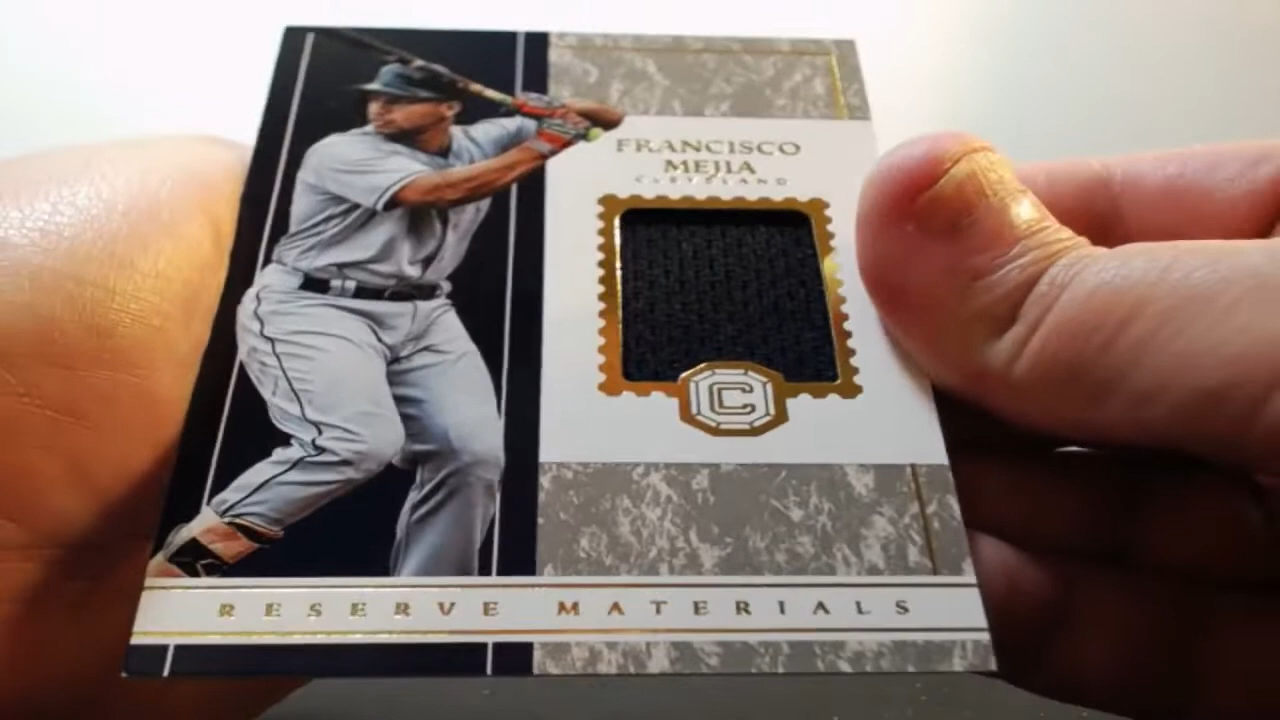 FRANCISCO
MEJIA
CLEVELAND
C
RESERVE MATERIALS